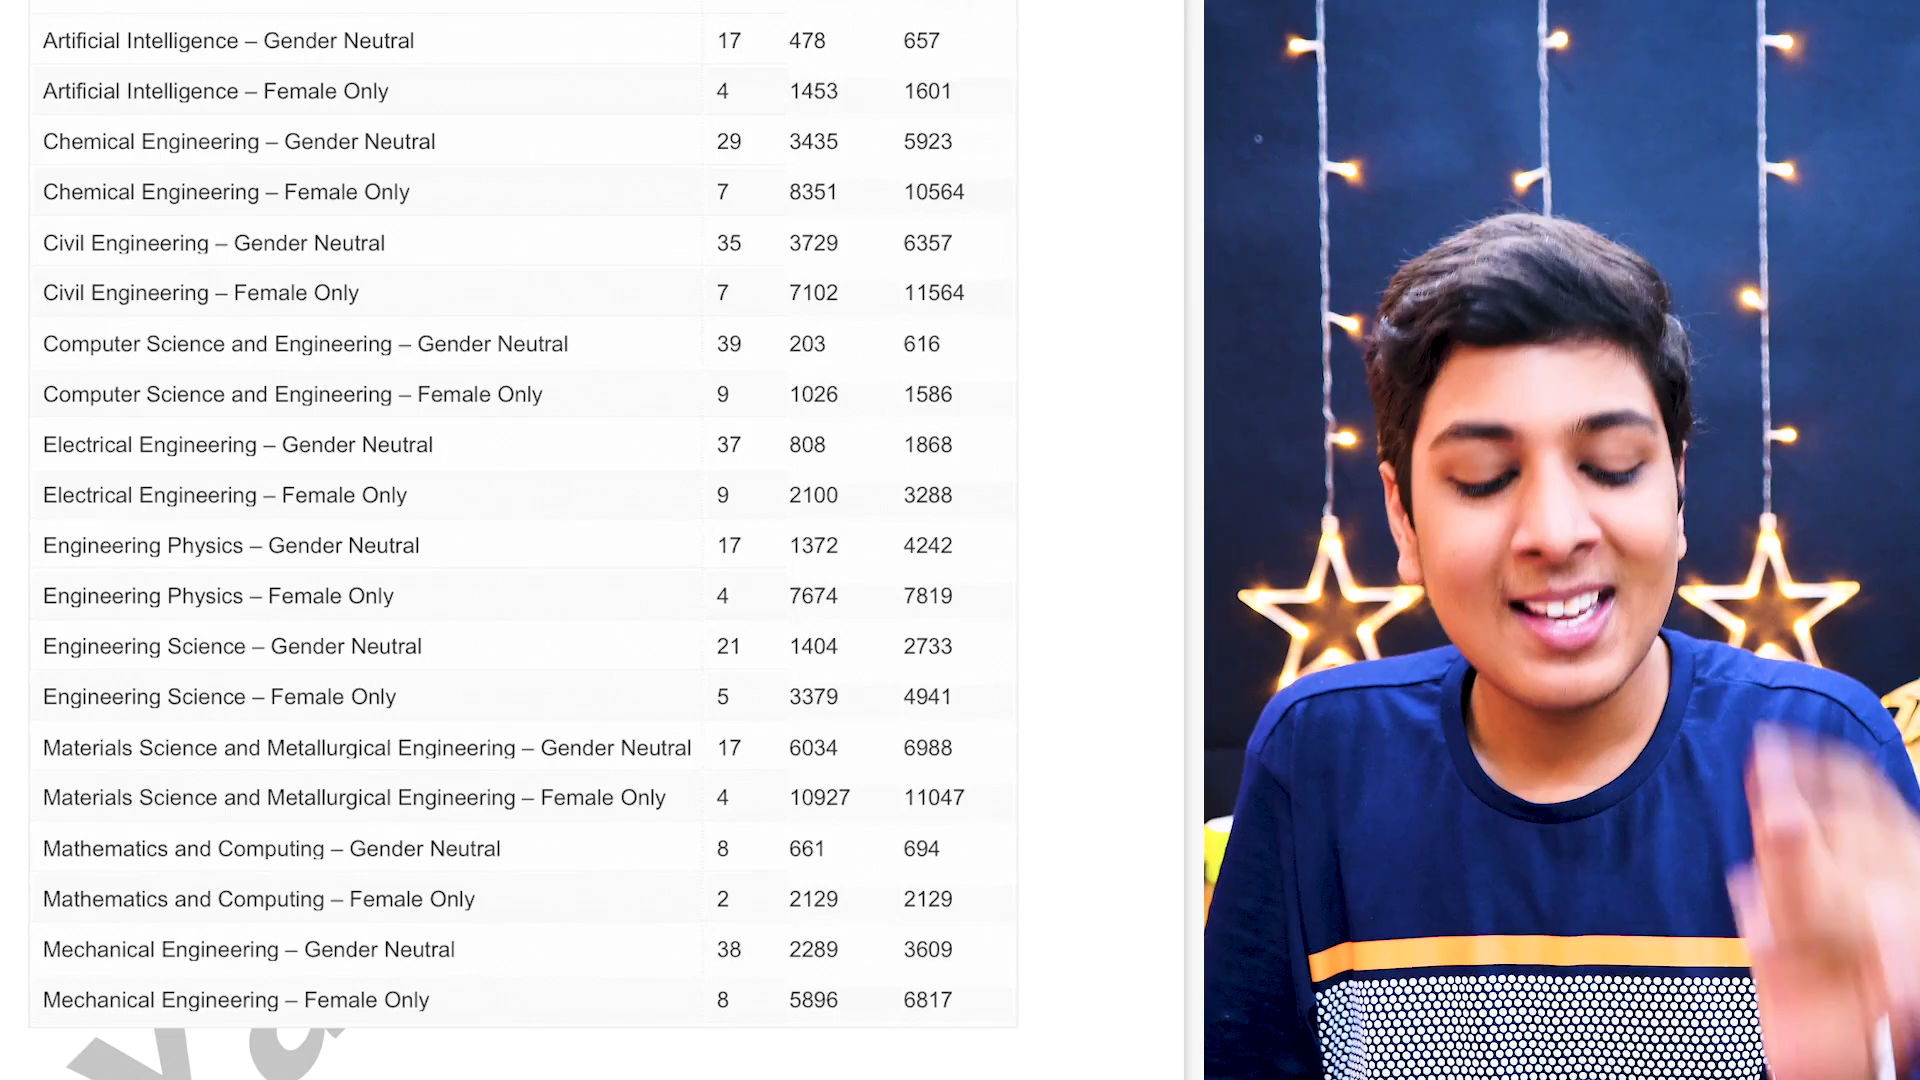 Artificial Intelligence – Gender Neutral 17 478 657
Artificial Intelligence – Female Only 4 1453 1601
Chemical Engineering – Gender Neutral 29 3435 5923
Chemical Engineering – Female Only 7 8351 10564
Civil Engineering – Gender Neutral 35 3729 6357
Civil Engineering – Female Only 7 7102 11564
Computer Science and Engineering – Gender Neutral 39 203 616
Computer Science and Engineering – Female Only 9 1026 1586
Electrical Engineering – Gender Neutral 37 808 1868
Electrical Engineering – Female Only 9 2100 3288
Engineering Physics – Gender Neutral 17 1372 4242
Engineering Physics – Female Only 4 7674 7819
Engineering Science – Gender Neutral 21 1404 2733
Engineering Science – Female Only 5 3379 4941
Materials Science and Metallurgical Engineering – Gender Neutral 17 6034 6988
Materials Science and Metallurgical Engineering – Female Only 4 10927 11047
Mathematics and Computing – Gender Neutral 8 661 694
Mathematics and Computing – Female Only 2 2129 2129
Mechanical Engineering – Gender Neutral 38 2289 3609
Mechanical Engineering – Female Only 8 5896 6817